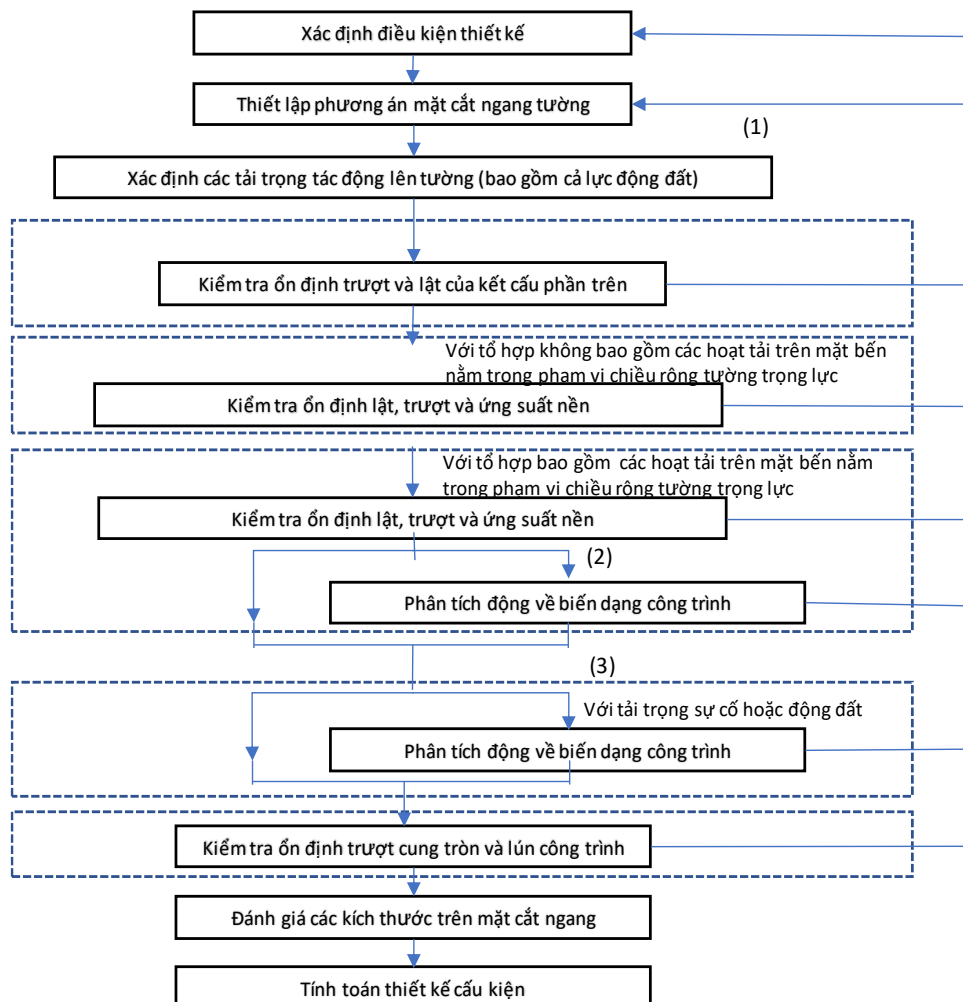 Xác định điều kiện thiết kế
Thiết lập phương án mặt cắt ngang tường
(1)
Xác định các tải trọng tác động lên tường (bao gồm cả lực động đất)
Kiểm tra ổn định trượt và lật của kết cấu phần trên
Với tổ hợp không bao gồm các hoạt tải trên mặt bến
nằm trong phạm vi chiều rộng tường trọng lực
Kiểm tra ổn định lật, trượt và ứng suất nền
Với tổ hợp bao gồm các hoạt tải trên mặt bến nằm
trong phạm vi chiều rộng tường trọng lực
Kiểm tra ổn định lật, trượt và ứng suất nền
(2)
Phân tích động về biến dạng công trình
(3)
Với tải trọng sự cố hoặc động đất
Phân tích động về biến dạng công trình
Kiểm tra ổn định trượt cung tròn và lún công trình
Đánh giá các kích thước trên mặt cắt ngang
Tính toán thiết kế cấu kiện